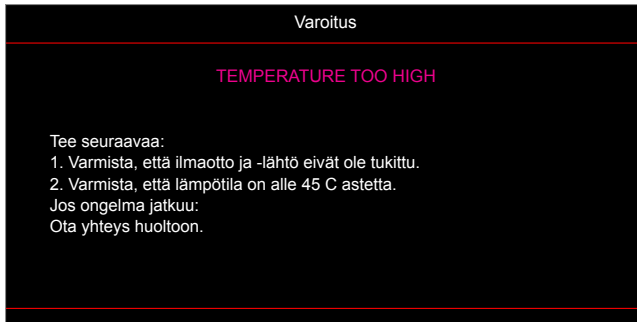 Varoitus
TEMPERATURE TOO HIGH
Tee seuraavaa:
1. Varmista, että ilmaotto ja -lähtö eivät ole tukittu.
2. Varmista, että lämpötila on alle 45 C astetta.
Jos ongelma jatkuu:
Ota yhteys huoltoon.